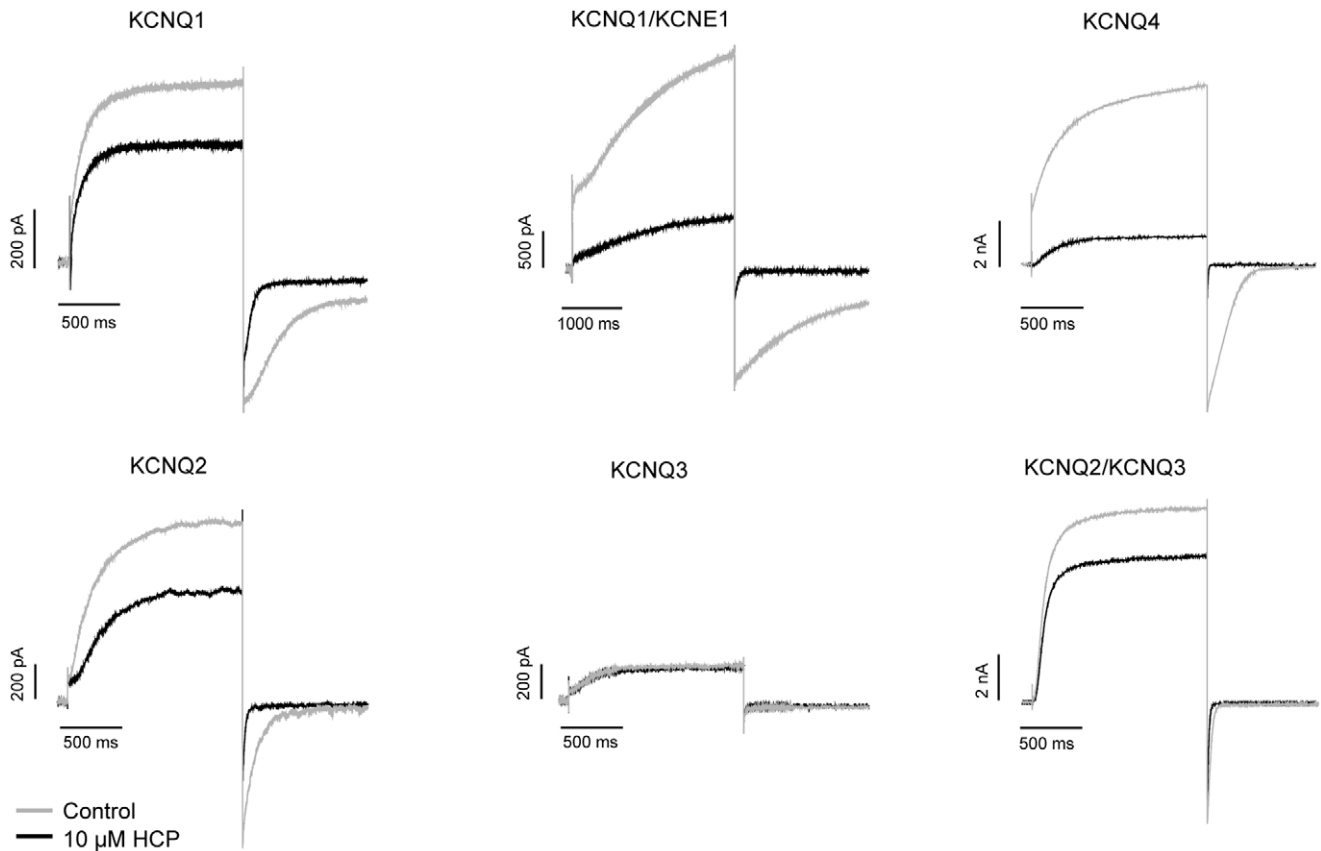 KCNQ1
200 pA
500 ms
KCNQ1/KCNE1
500 pA
1000 ms
KCNQ4
2 nA
500 ms
KCNQ2
200 pA
500 ms
KCNQ3
200 pA
500 ms
KCNQ2/KCNQ3
2 nA
500 ms
Control
10 µM HCP